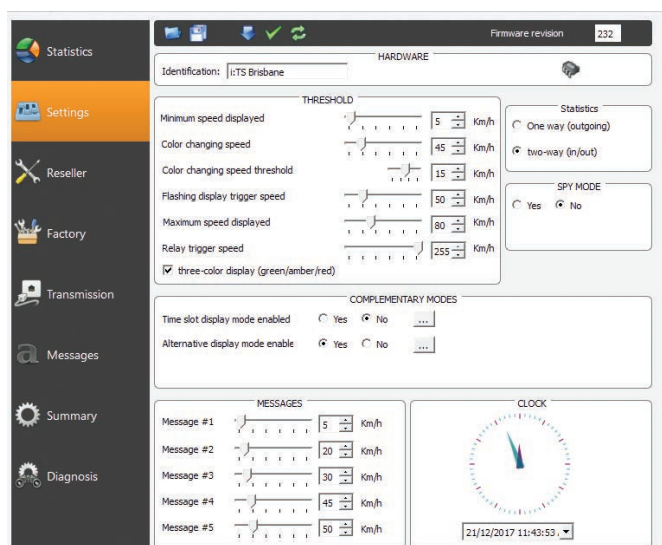 Firmware revision 232
Statistics
Settings
Reseller
Factory
Transmission
Messages
Summary
Diagnosis
HARDWARE
Identification: i:TS Brisbane
THRESHOLD
Minimum speed displayed 5 Km/h
Color changing speed 45 Km/h
Color changing speed threshold 15 Km/h
Flashing display trigger speed 50 Km/h
Maximum speed displayed 80 Km/h
Relay trigger speed 255 Km/h
three-color display (green/amber/red)
Statistics
One way (outgoing)
two-way (in/out)
SPY MODE
Yes No
COMPLEMENTARY MODES
Time slot display mode enabled Yes No ...
Alternative display mode enable Yes No ...
MESSAGES
Message #1 5 Km/h
Message #2 20 Km/h
Message #3 30 Km/h
Message #4 45 Km/h
Message #5 50 Km/h
CLOCK
21/12/2017 11:43:53